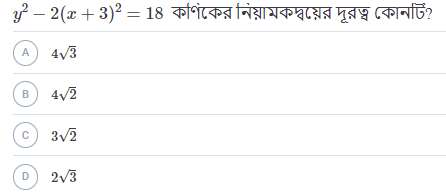 y² − 2(x + 3)² = 18 কণিকের নিয়ামকদ্বয়ের দূরত্ব কোনটি?
A 4√3
B 4√2
C 3√2
D 2√3